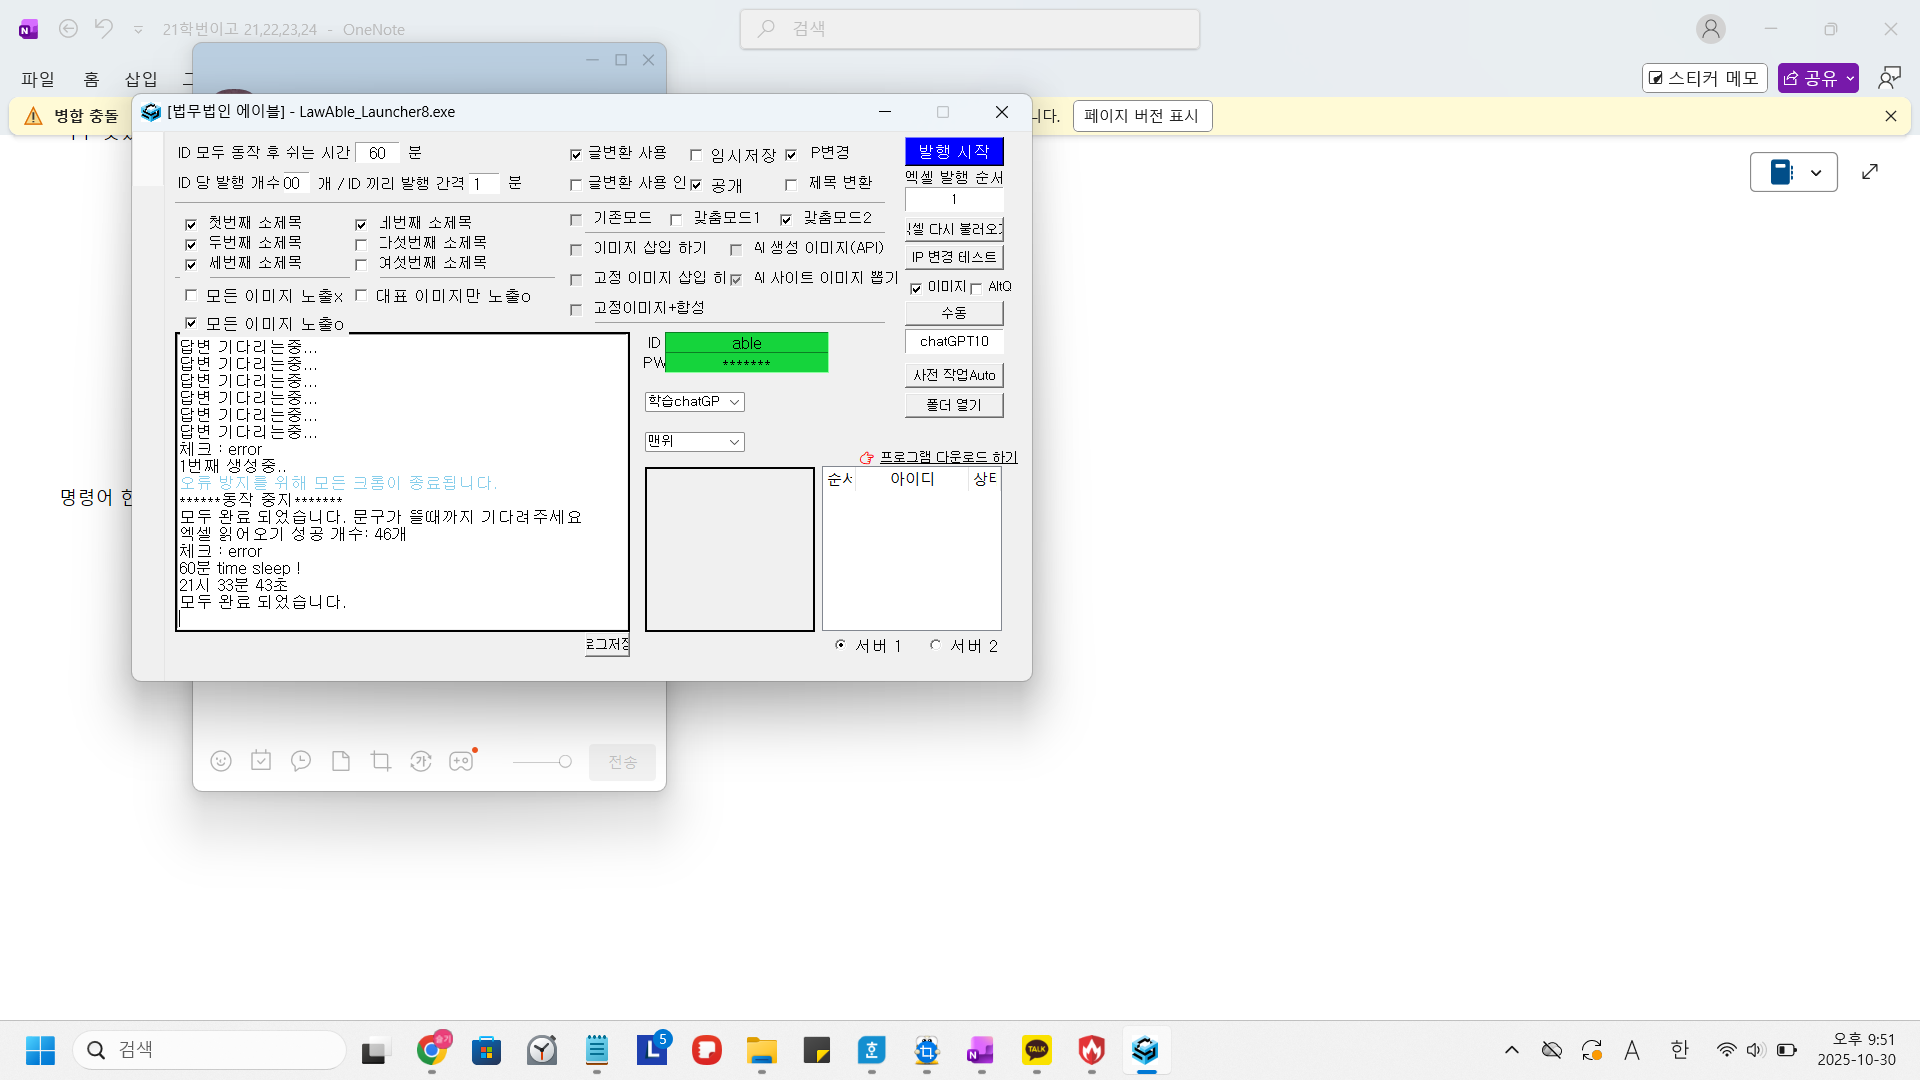 21학번이고 21,22,23,24 - OneNote
검색
파일 홈 삽입
스티커 메모
공유
병합 충돌
니다.
페이지 버전 표시
명령어
[법무법인 에이블] - LawAble_Launcher8.exe
ID 모두 동작 후 쉬는 시간 60 분
ID 당 발행 개수 00 개 / ID 끼리 발행 간격 1 분
글변환 사용 임시저장 P변경
글변환 사용 인 공개 제목 변환
발행 시작
엑셀 발행 순서
1
엑셀 다시 불러오기
IP 변경 테스트
이미지 AltQ
수동
chatGPT10
사전 작업Auto
폴더 열기
첫번째 소제목 네번째 소제목
두번째 소제목 다섯번째 소제목
세번째 소제목 여섯번째 소제목
모든 이미지 노출x 대표 이미지만 노출o
모든 이미지 노출o
기존모드 맞춤모드1 맞춤모드2
이미지 삽입 하기 AI 생성 이미지(API)
고정 이미지 삽입 히 AI 사이트 이미지 뽑기
고정이미지+합성
답변 기다리는중...
답변 기다리는중...
답변 기다리는중...
답변 기다리는중...
답변 기다리는중...
답변 기다리는중...
체크 : error
1번째 생성중..
오류 방지를 위해 모든 크롬이 종료됩니다.
******동작 중지*******
모두 완료 되었습니다. 문구가 뜰때까지 기다려주세요
엑셀 읽어오기 성공 개수: 46개
체크 : error
60분 time sleep !
21시 33분 43초
모두 완료 되었습니다.
로그저장
ID able
PW *******
학습chatGP
맨위
프로그램 다운로드 하기
순서 아이디 상태
서버 1 서버 2
전송
검색
5
TALK
A
한
오후 9:51
2025-10-30